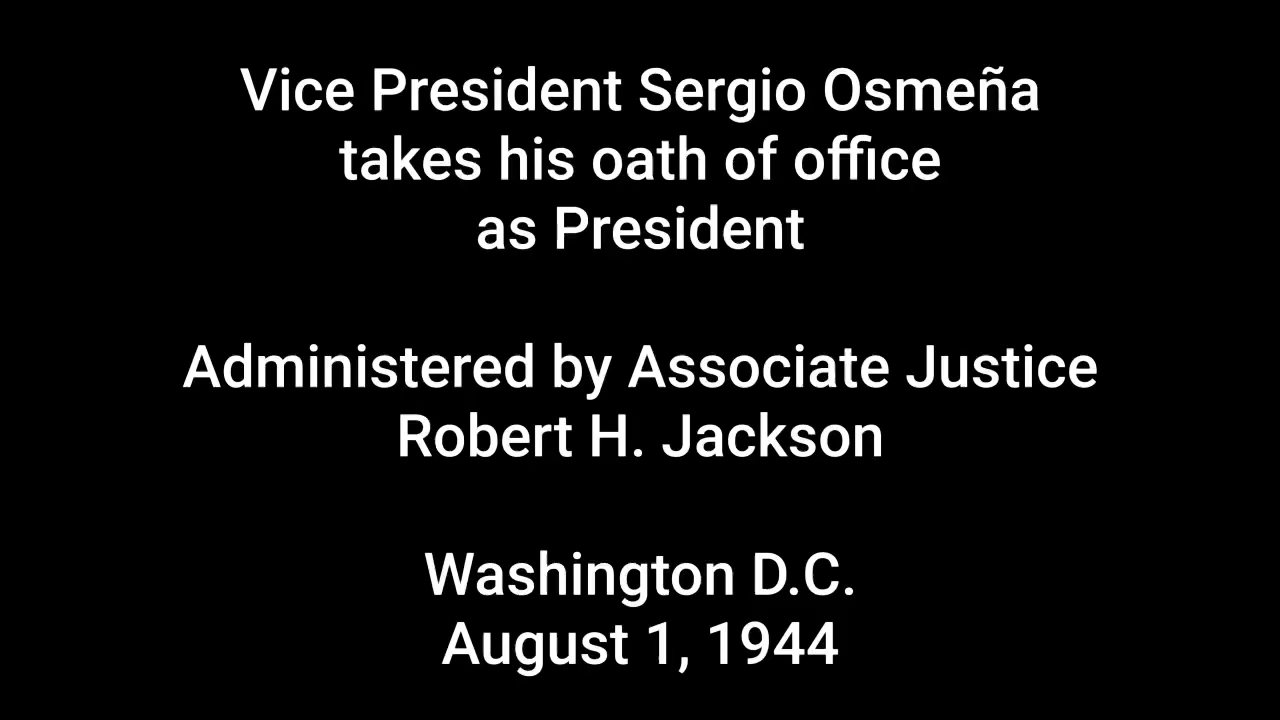 Vice President Sergio Osmeña
takes his oath of office
as President
Administered by Associate Justice
Robert H. Jackson
Washington D.C.
August 1, 1944